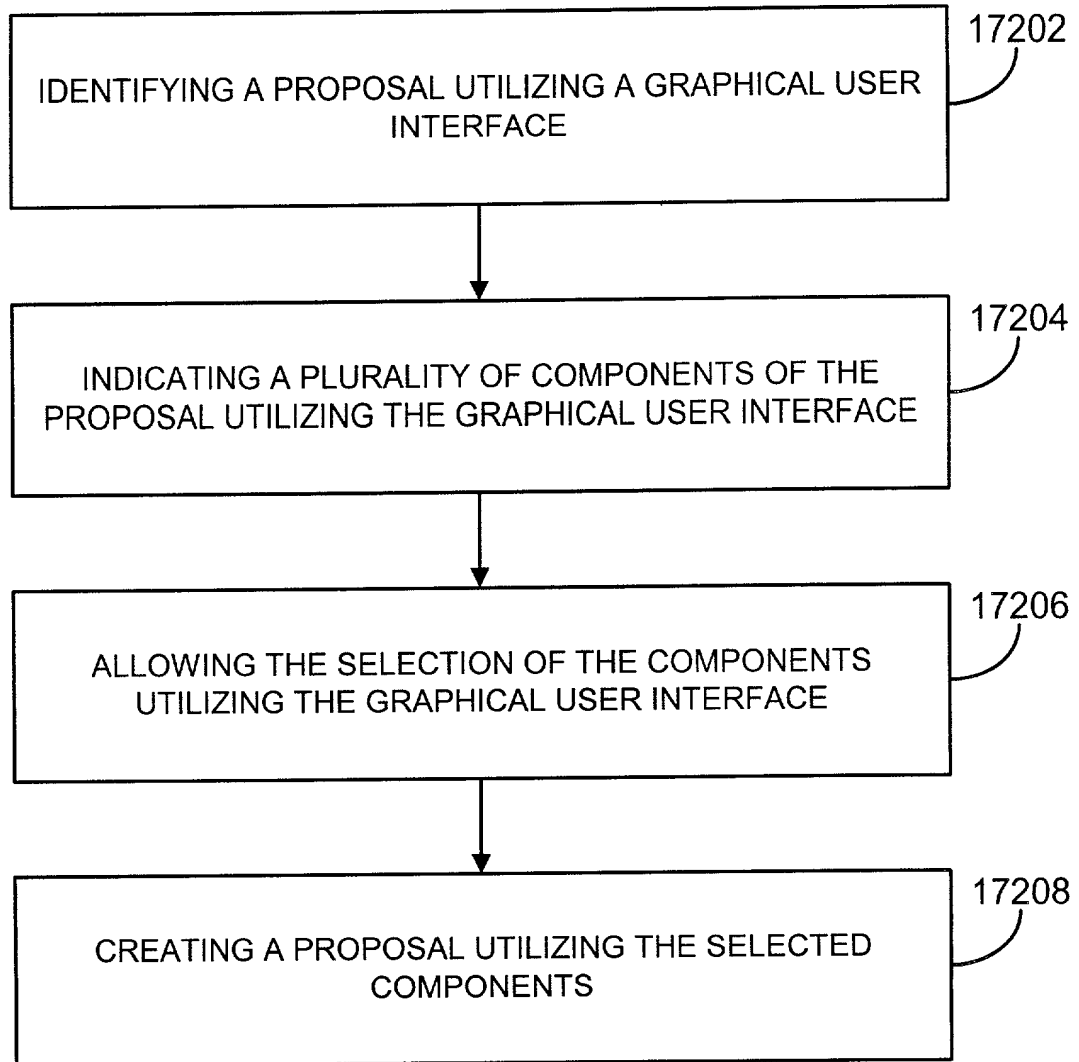 17202
IDENTIFYING A PROPOSAL UTILIZING A GRAPHICAL USER
INTERFACE
17204
INDICATING A PLURALITY OF COMPONENTS OF THE
PROPOSAL UTILIZING THE GRAPHICAL USER INTERFACE
17206
ALLOWING THE SELECTION OF THE COMPONENTS
UTILIZING THE GRAPHICAL USER INTERFACE
17208
CREATING A PROPOSAL UTILIZING THE SELECTED
COMPONENTS